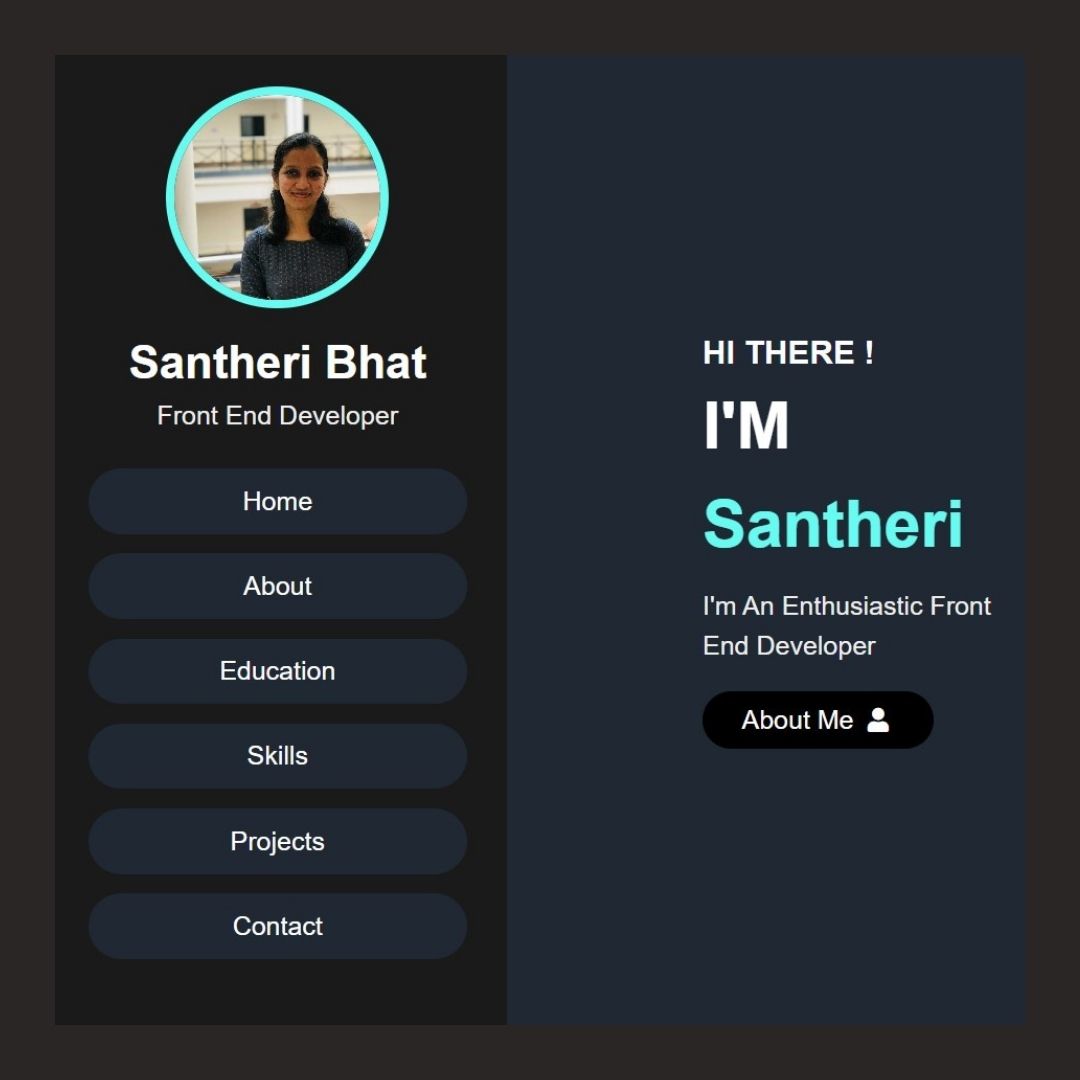 Santheri Bhat
Front End Developer
Home
About
Education
Skills
Projects
Contact
HI THERE !
I'M
Santheri
I'm An Enthusiastic Front
End Developer
About Me